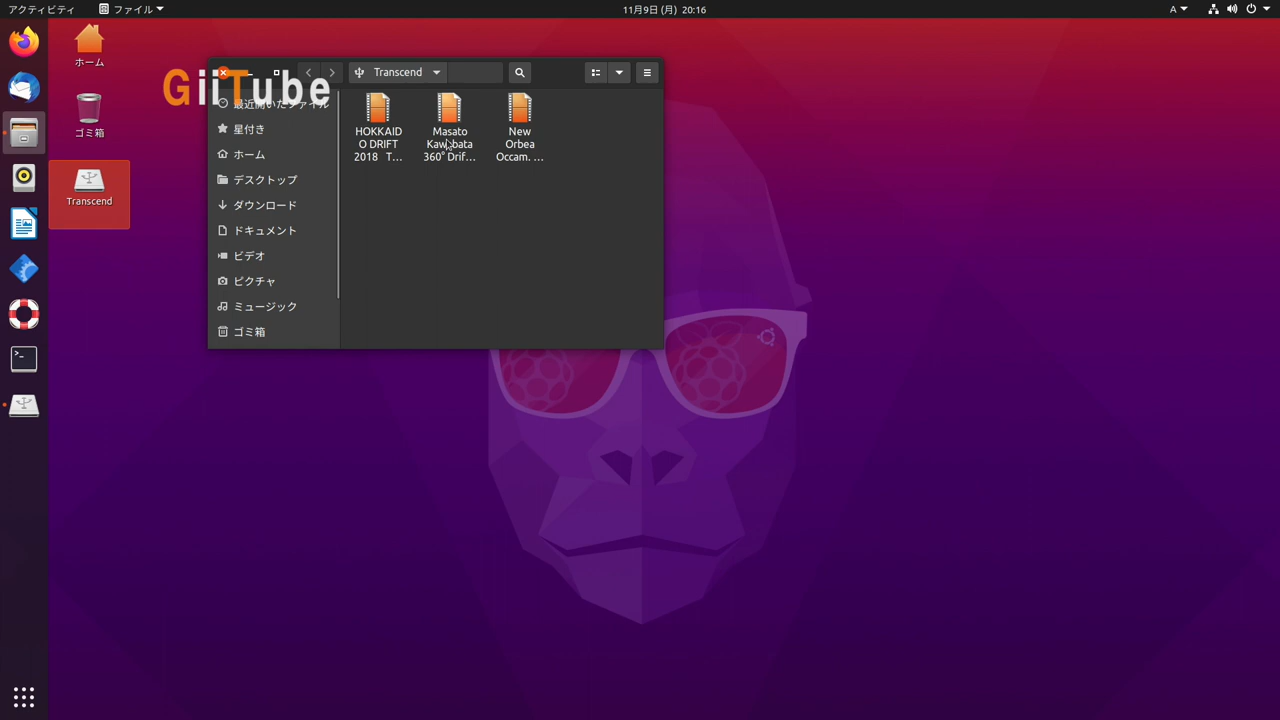 アクティビティ
ファイル
11月9日 (月) 20:16
A
ホーム
ゴミ箱
Transcend
GiiTube
Transcend
最近開いたファイル
星付き
ホーム
デスクトップ
ダウンロード
ドキュメント
ビデオ
ピクチャ
ミュージック
ゴミ箱
HOKKAID
O DRIFT
2018 T...
Masato
Kawabata
360° Drif...
New
Orbea
Occam. ...